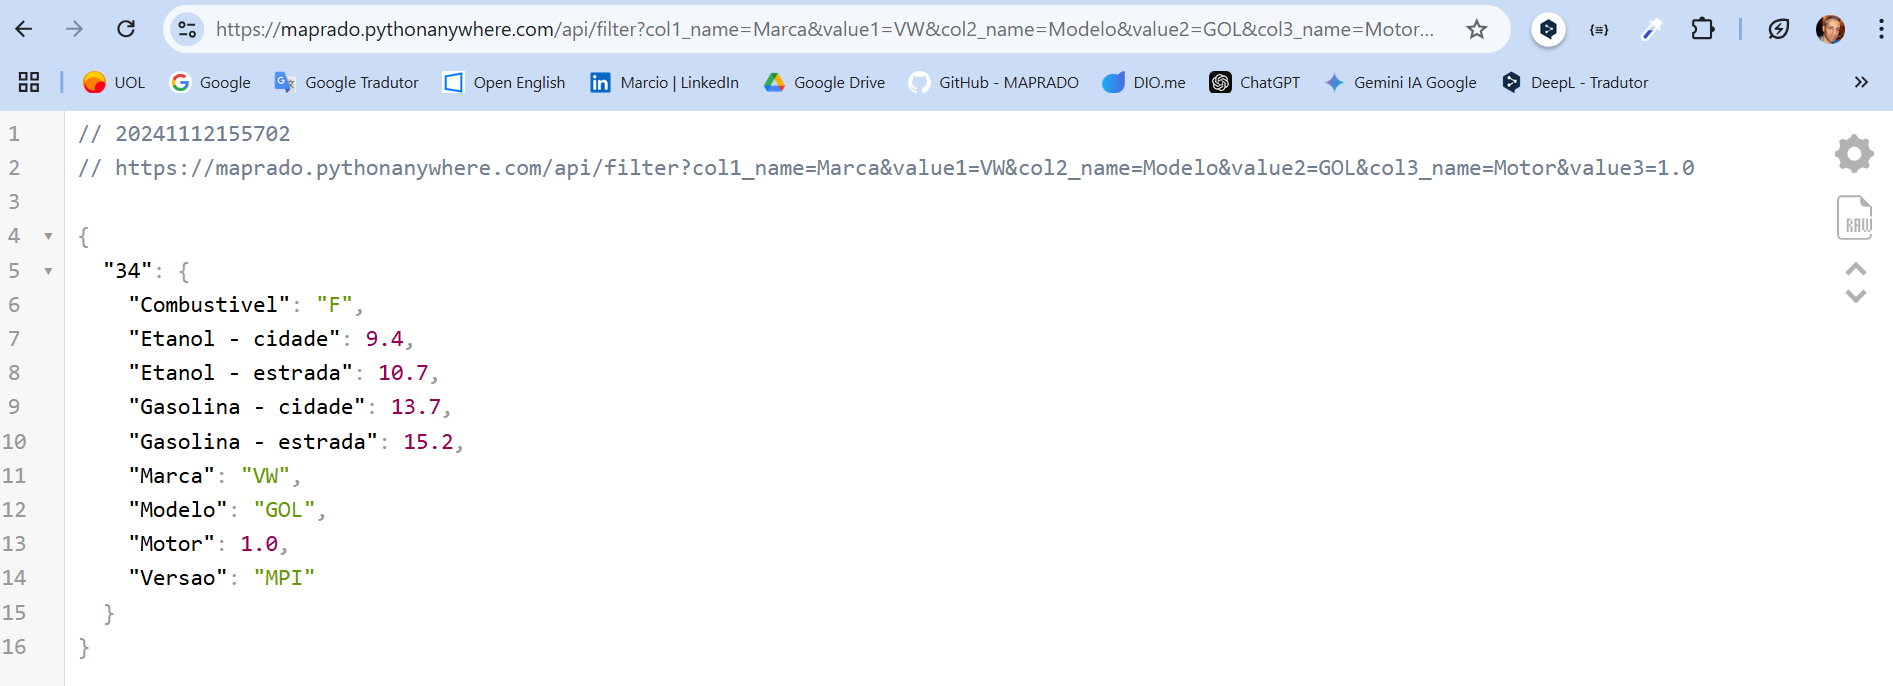 https://maprado.pythonanywhere.com/api/filter?col1_name=Marca&value1=VW&col2_name=Modelo&value2=GOL&col3_name=Motor...
UOL Google Google Tradutor Open English Marcio | LinkedIn Google Drive GitHub - MAPRADO DIO.me ChatGPT Gemini IA Google DeepL - Tradutor
1 // 20241112155702
2 // https://maprado.pythonanywhere.com/api/filter?col1_name=Marca&value1=VW&col2_name=Modelo&value2=GOL&col3_name=Motor&value3=1.0
3
4 {
5 "34": {
RAW
6 "Combustivel": "F",
7 "Etanol - cidade": 9.4,
8 "Etanol - estrada": 10.7,
9 "Gasolina - cidade": 13.7,
10 "Gasolina - estrada": 15.2,
11 "Marca": "VW",
12 "Modelo": "GOL",
13 "Motor": 1.0,
14 "Versao": "MPI"
15 }
16 }